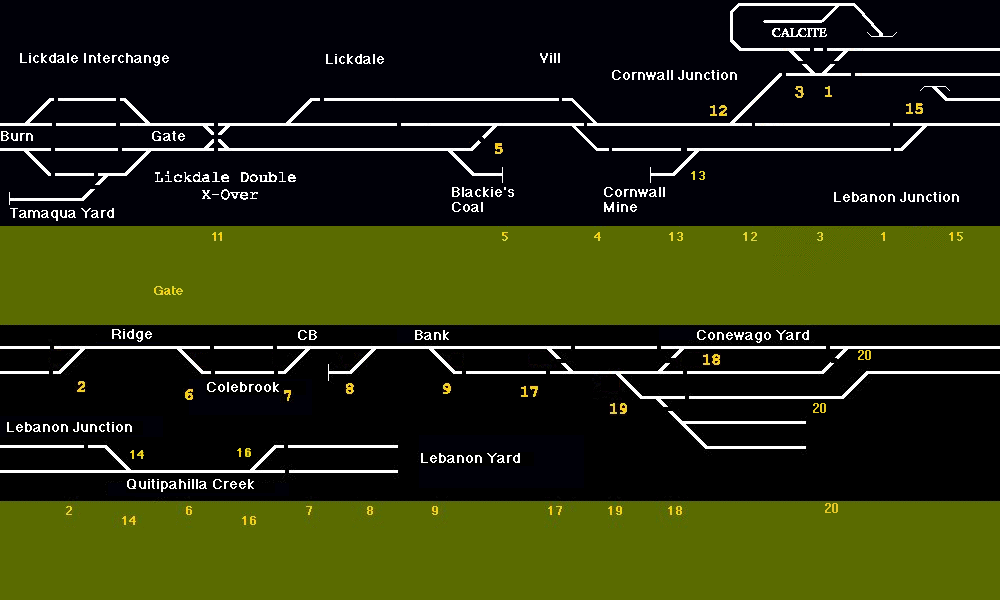 CALCITE
Lickdale Interchange
Lickdale
Vill
Cornwall Junction
3
1
12
15
Burn
Gate
5
Lickdale Double
X-Over
13
Blackie's
Coal
Cornwall
Mine
Lebanon Junction
Tamaqua Yard
11
5
4
13
12
3
1
15
Gate
Ridge
CB
Bank
Conewago Yard
18
20
2
6
Colebrook
7
8
9
17
19
20
Lebanon Junction
14
16
Lebanon Yard
Quitipahilla Creek
2
14
6
16
7
8
9
17
19
18
20